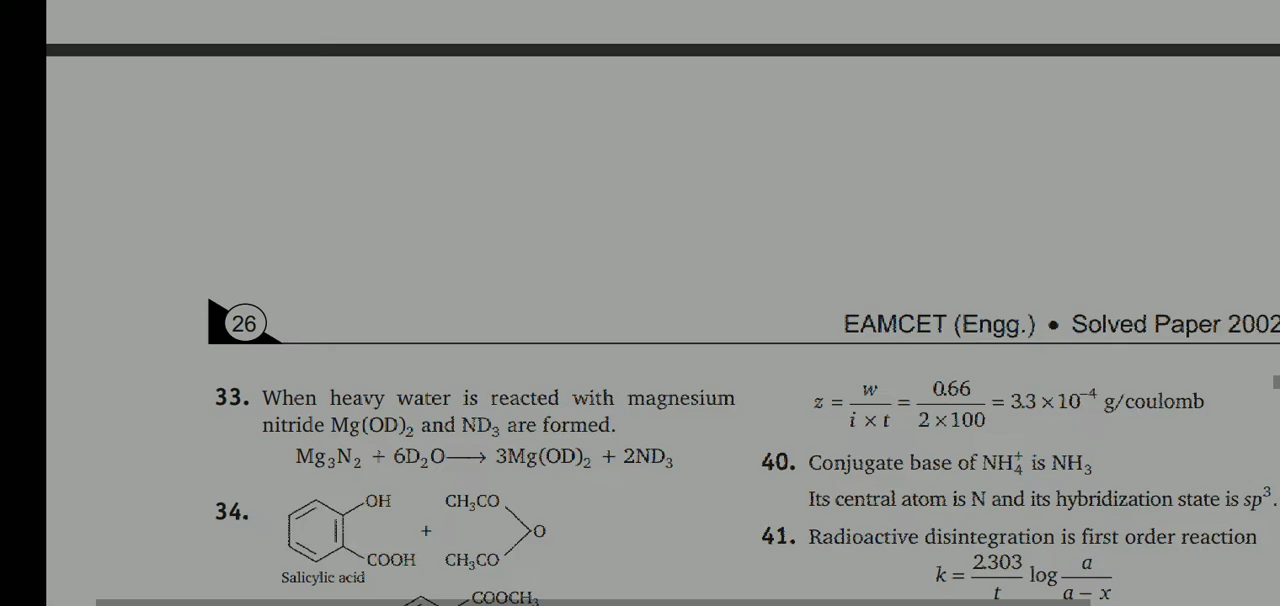 26
EAMCET (Engg.) • Solved Paper 2002
33. When heavy water is reacted with magnesium
nitride Mg(OD)₂ and ND₃ are formed.
Mg₃N₂ + 6D₂O ⟶ 3Mg(OD)₂ + 2ND₃
34.
OH
CH₃CO
+
O
COOH
CH₃CO
Salicylic acid
COOCH₃
z = w / i × t = 0.66 / 2 × 100 = 3.3 × 10⁻⁴ g/coulomb
40. Conjugate base of NH₄⁺ is NH₃
Its central atom is N and its hybridization state is sp³.
41. Radioactive disintegration is first order reaction
k = 2.303 / t log a / a − x